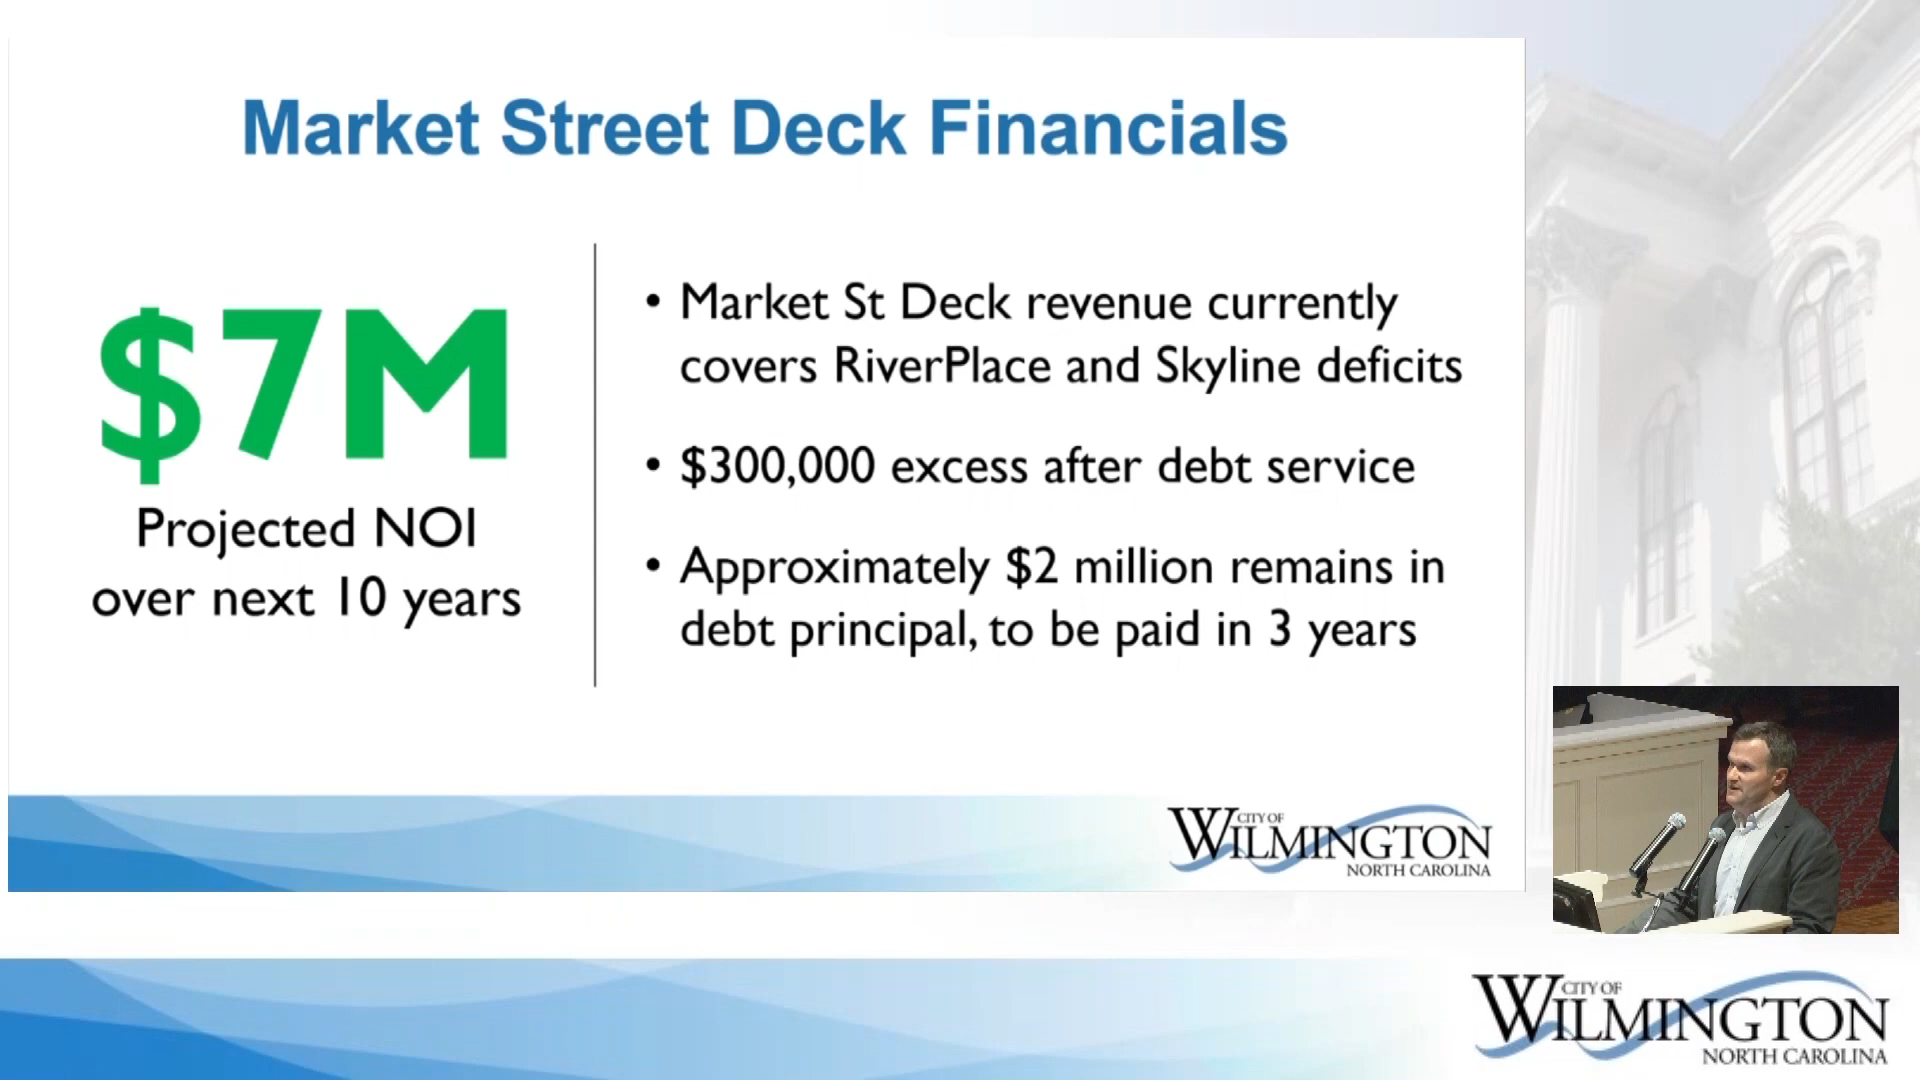 Market Street Deck Financials
$7M
Projected NOI
over next 10 years
• Market St Deck revenue currently
covers RiverPlace and Skyline deficits
• $300,000 excess after debt service
• Approximately $2 million remains in
debt principal, to be paid in 3 years
CITY OF
WILMINGTON
NORTH CAROLINA
CITY OF
WILMINGTON
NORTH CAROLINA